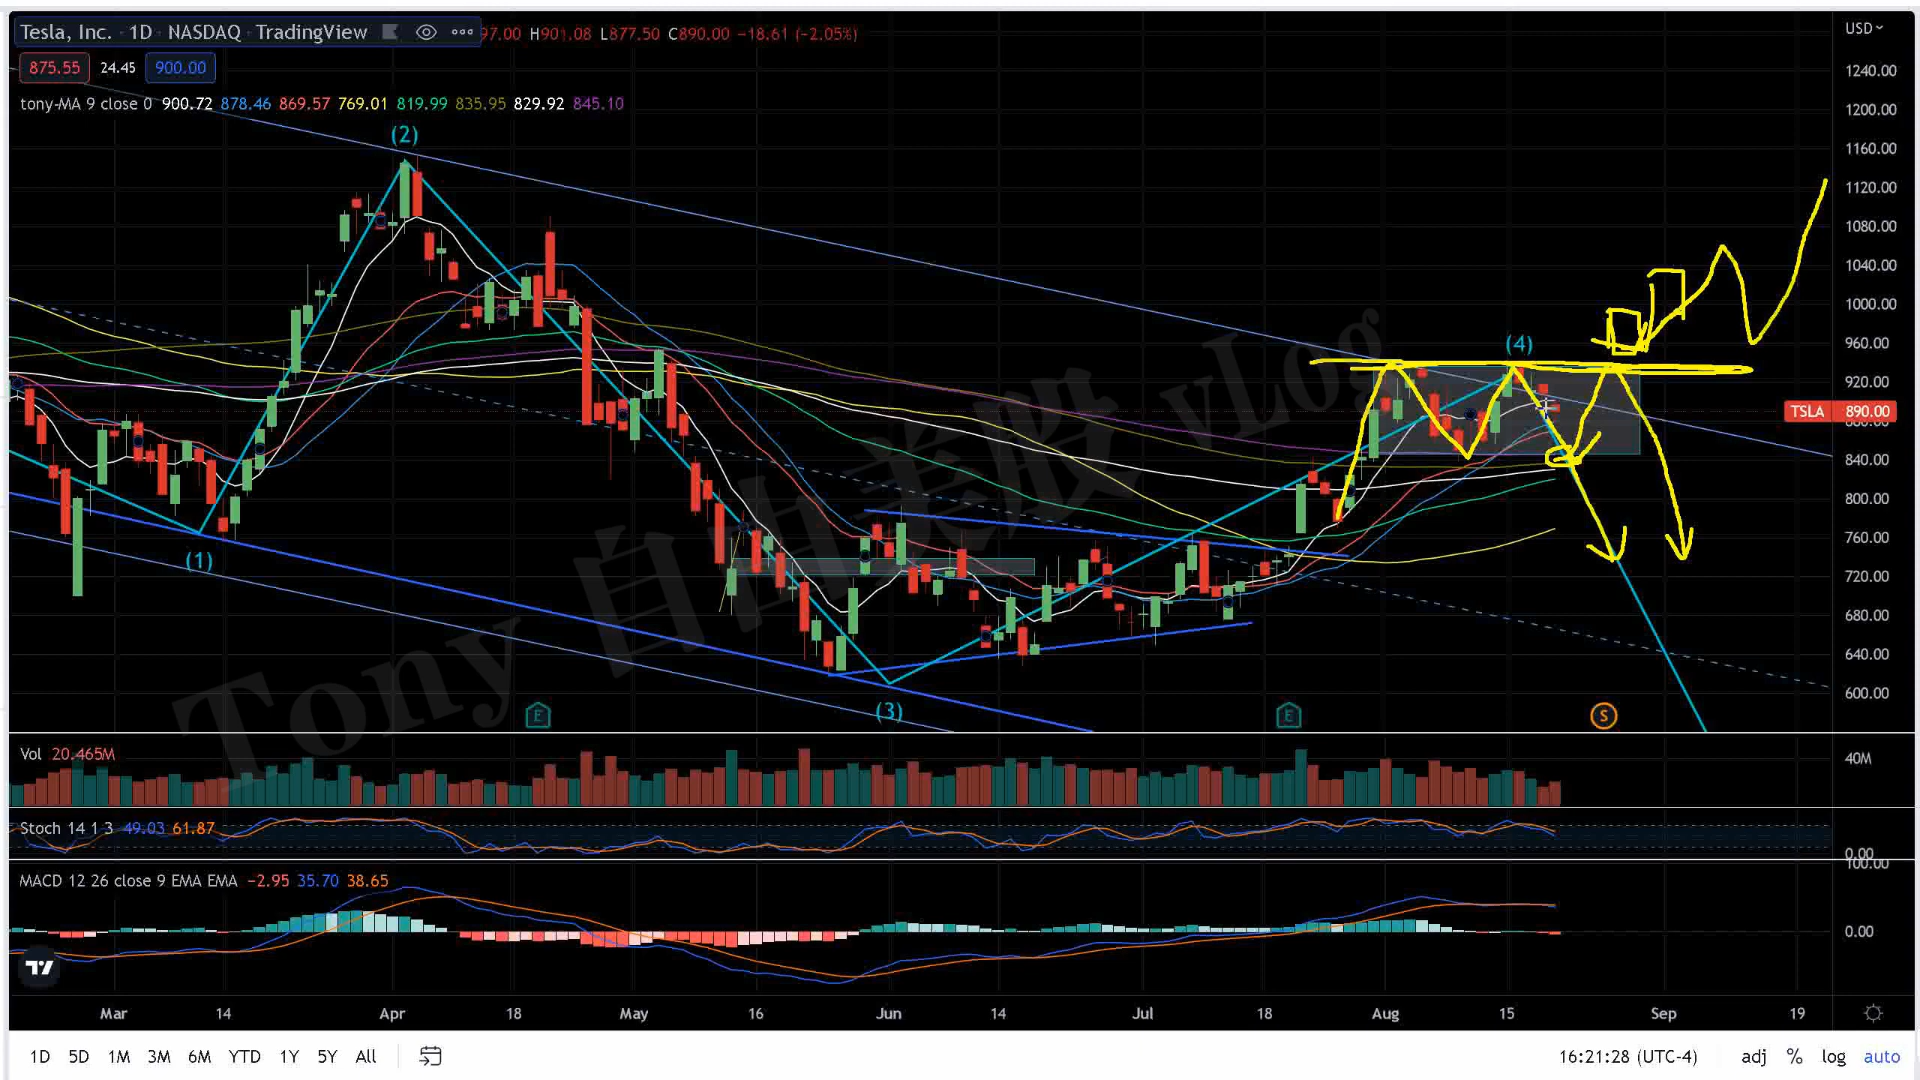 Tesla, Inc. · 1D · NASDAQ · TradingView
97.00 H901.08 L877.50 C890.00 −18.61 (−2.05%)
USD
875.55 24.45 900.00
tony-MA 9 close 0 900.72 878.46 869.57 769.01 819.99 835.95 829.92 845.10
1240.00
1200.00
1160.00
1120.00
1080.00
1040.00
1000.00
960.00
920.00
TSLA 890.00
880.00
840.00
800.00
760.00
720.00
680.00
640.00
600.00
(2)
(4)
(1)
(3)
Tony 自由美股 vLog
E
E
S
Vol 20.465M
40M
Stoch 14 1 3 49.03 61.87
0.00
100.00
MACD 12 26 close 9 EMA EMA −2.95 35.70 38.65
0.00
Mar 14 Apr 18 May 16 Jun 14 Jul 18 Aug 15 Sep 19
1D 5D 1M 3M 6M YTD 1Y 5Y All
16:21:28 (UTC-4) adj % log auto